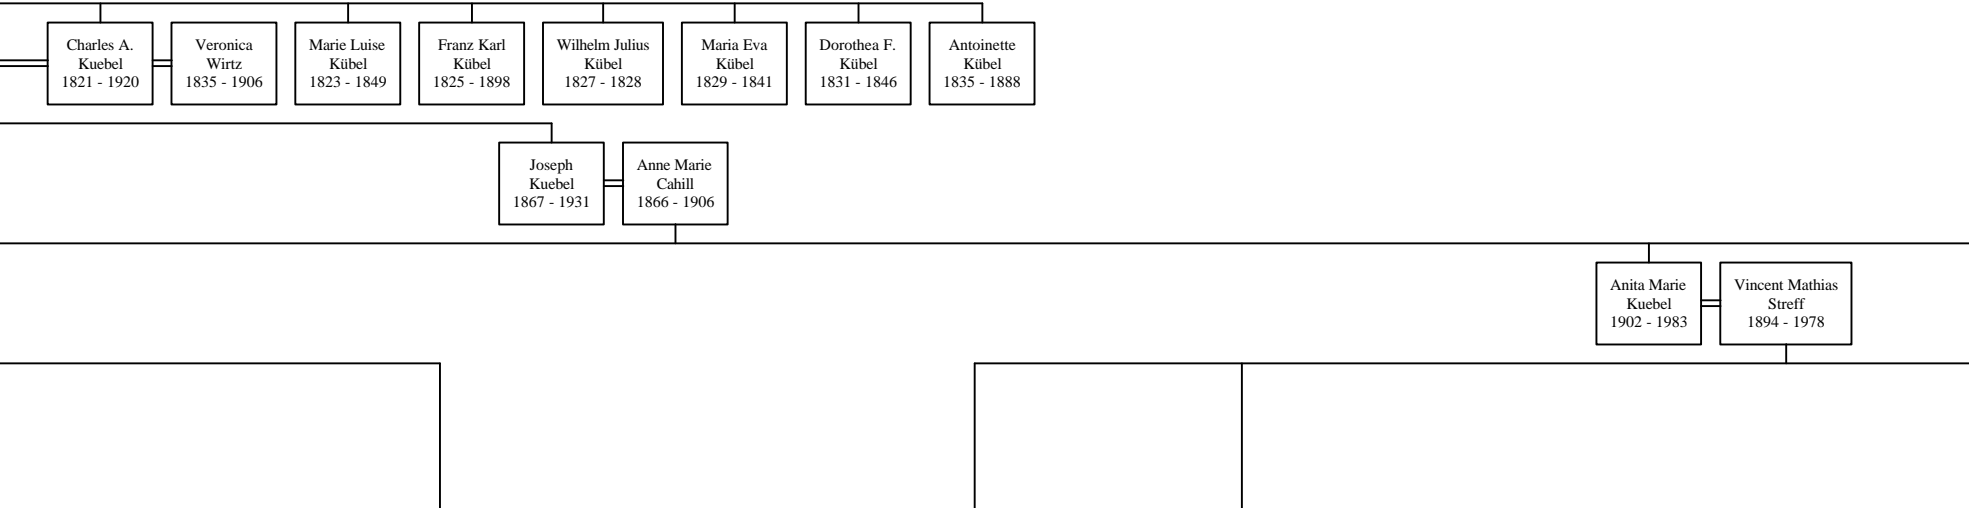 Charles A.
Kuebel
1821 - 1920
Veronica
Wirtz
1835 - 1906
Marie Luise
Kübel
1823 - 1849
Franz Karl
Kübel
1825 - 1898
Wilhelm Julius
Kübel
1827 - 1828
Maria Eva
Kübel
1829 - 1841
Dorothea F.
Kübel
1831 - 1846
Antoinette
Kübel
1835 - 1888
Joseph
Kuebel
1867 - 1931
Anne Marie
Cahill
1866 - 1906
Anita Marie
Kuebel
1902 - 1983
Vincent Mathias
Streff
1894 - 1978